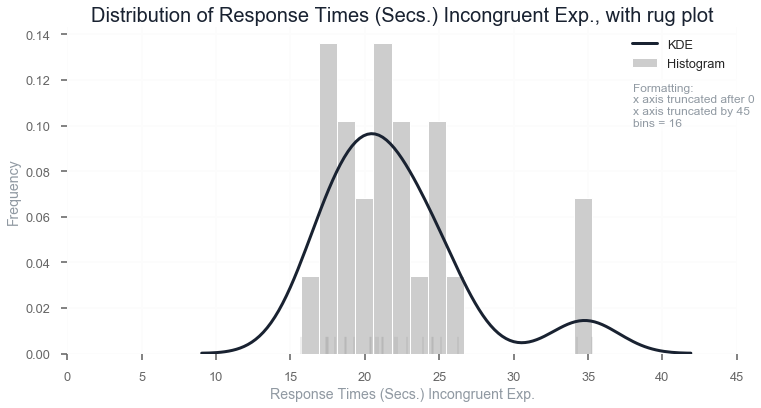 Distribution of Response Times (Secs.) Incongruent Exp., with rug plot
0.14
0.12
0.10
0.08
0.06
0.04
0.02
0.00
Frequency
KDE
Histogram
Formatting:
x axis truncated after 0
x axis truncated by 45
bins = 16
0 5 10 15 20 25 30 35 40 45
Response Times (Secs.) Incongruent Exp.